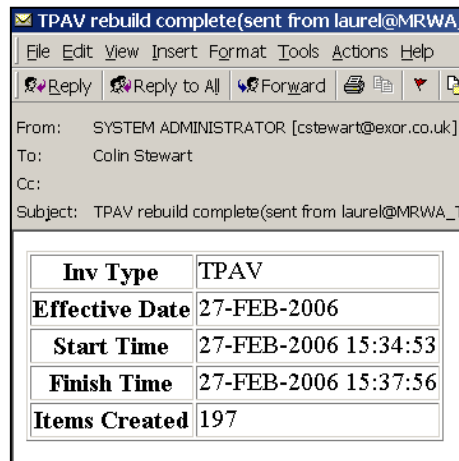 TPAV rebuild complete(sent from laurel@MRWA_
File Edit View Insert Format Tools Actions Help
Reply Reply to All Forward
From: SYSTEM ADMINISTRATOR [cstewart@exor.co.uk]
To: Colin Stewart
Cc:
Subject: TPAV rebuild complete(sent from laurel@MRWA_T
Inv Type TPAV
Effective Date 27-FEB-2006
Start Time 27-FEB-2006 15:34:53
Finish Time 27-FEB-2006 15:37:56
Items Created 197